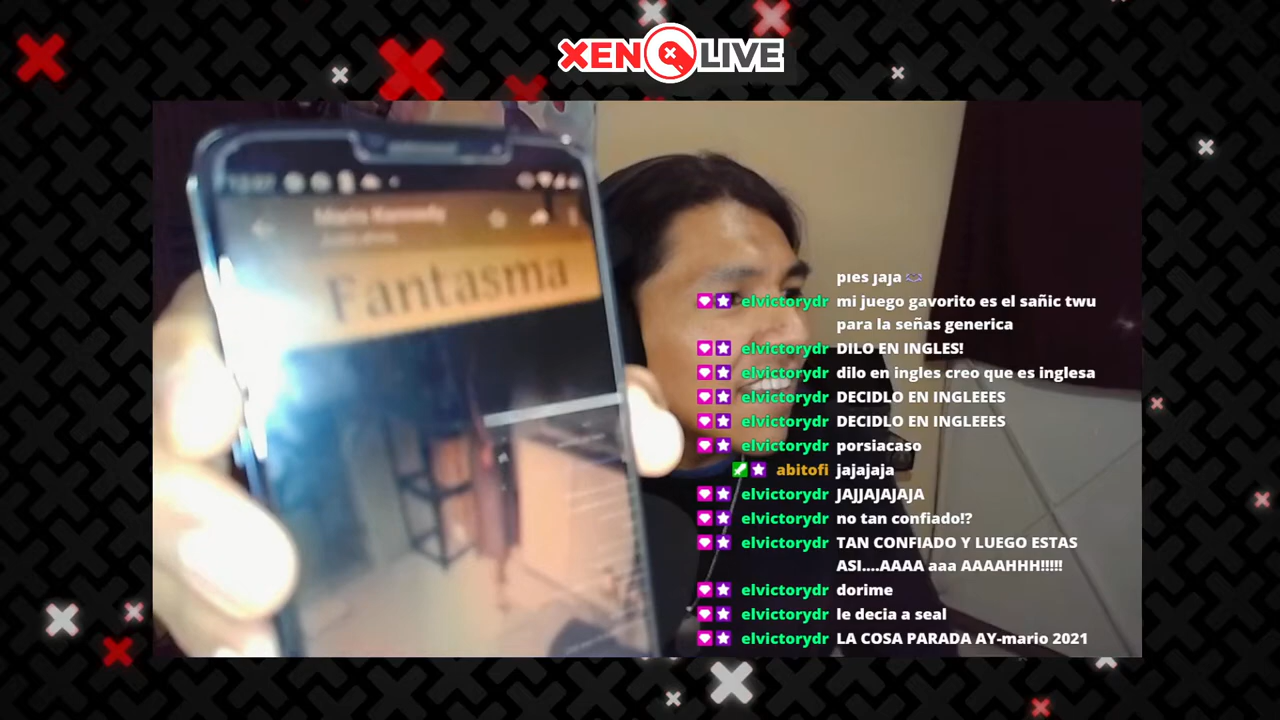 XENOLIVE
Mario Kennedy
Fantasma
pies jaja
elvictorydr mi juego gavorito es el sañic twu
para la señas generica
elvictorydr DILO EN INGLES!
elvictorydr dilo en ingles creo que es inglesa
elvictorydr DECIDLO EN INGLEEES
elvictorydr DECIDLO EN INGLEEES
elvictorydr porsiacaso
abitofi jajajaja
elvictorydr JAJJAJAJAJA
elvictorydr no tan confiado!?
elvictorydr TAN CONFIADO Y LUEGO ESTAS
ASI....AAAA aaa AAAAHHH!!!!!
elvictorydr dorime
elvictorydr le decia a seal
elvictorydr LA COSA PARADA AY-mario 2021